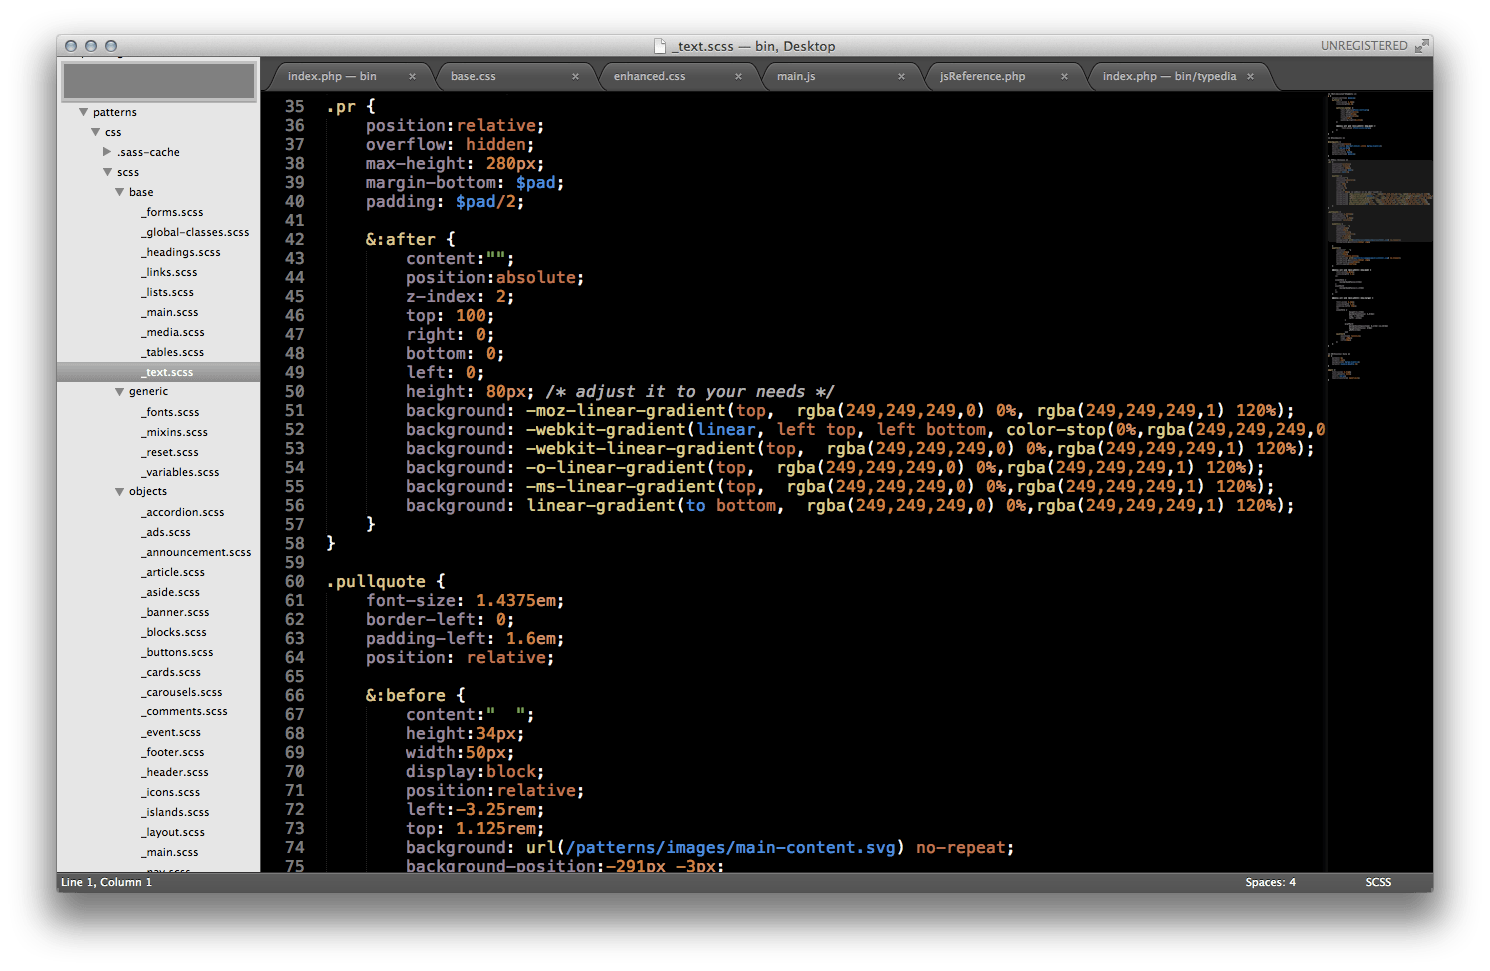 _text.scss — bin, Desktop
UNREGISTERED
index.php — bin ×
base.css ×
enhanced.css ×
main.js ×
jsReference.php ×
index.php — bin/typedia ×
patterns
css
.sass-cache
scss
base
_forms.scss
_global-classes.scss
_headings.scss
_links.scss
_lists.scss
_main.scss
_media.scss
_tables.scss
_text.scss
generic
_fonts.scss
_mixins.scss
_reset.scss
_variables.scss
objects
_accordion.scss
_ads.scss
_announcement.scss
_article.scss
_aside.scss
_banner.scss
_blocks.scss
_buttons.scss
_cards.scss
_carousels.scss
_comments.scss
_event.scss
_footer.scss
_header.scss
_icons.scss
_islands.scss
_layout.scss
_main.scss
_nav.scss
35 .pr {
36 position:relative;
37 overflow: hidden;
38 max-height: 280px;
39 margin-bottom: $pad;
40 padding: $pad/2;
41
42 &:after {
43 content:"";
44 position:absolute;
45 z-index: 2;
46 top: 100;
47 right: 0;
48 bottom: 0;
49 left: 0;
50 height: 80px; /* adjust it to your needs */
51 background: -moz-linear-gradient(top,  rgba(249,249,249,0) 0%, rgba(249,249,249,1) 120%);
52 background: -webkit-gradient(linear, left top, left bottom, color-stop(0%,rgba(249,249,249,0
53 background: -webkit-linear-gradient(top,  rgba(249,249,249,0) 0%,rgba(249,249,249,1) 120%);
54 background: -o-linear-gradient(top,  rgba(249,249,249,0) 0%,rgba(249,249,249,1) 120%);
55 background: -ms-linear-gradient(top,  rgba(249,249,249,0) 0%,rgba(249,249,249,1) 120%);
56 background: linear-gradient(to bottom,  rgba(249,249,249,0) 0%,rgba(249,249,249,1) 120%);
57 }
58 }
59
60 .pullquote {
61 font-size: 1.4375em;
62 border-left: 0;
63 padding-left: 1.6em;
64 position: relative;
65
66 &:before {
67 content:"  ";
68 height:34px;
69 width:50px;
70 display:block;
71 position:relative;
72 left:-3.25rem;
73 top: 1.125rem;
74 background: url(/patterns/images/main-content.svg) no-repeat;
75 background-position:-291px -3px;
Line 1, Column 1
Spaces: 4
SCSS